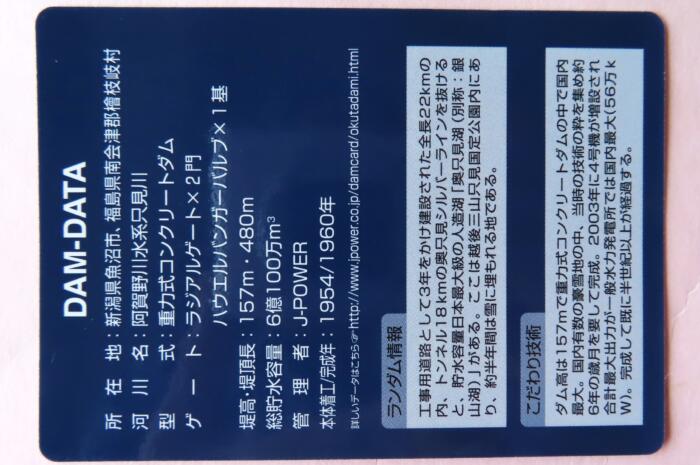 DAM-DATA
所在地：新潟県魚沼市、福島県南会津郡檜枝岐村
河川名：阿賀野川水系只見川
型式：重力式コンクリートダム
ゲート：ラジアルゲート×2門
ハウエルバンガーバルブ×1基
堤高・堤頂長：157m・480m
総貯水容量：6億100万m³
管理者：J-POWER
本体着工/完成年：1954/1960年
詳しいデータはこちら☞http://www.jpower.co.jp/damcard/okutadami.html
ランダム情報
工事用道路として3年をかけ建設された全長22kmの
内、トンネル18kmの奥只見シルバーラインを抜ける
と、貯水容量日本最大級の人造湖「奥只見湖（別称：銀
山湖）」がある。ここは越後三山只見国定公園内にあ
り、約半年間は雪に埋もれる地である。
こだわり技術
ダム高は157mで重力式コンクリートダムの中で国内
最大。国内有数の豪雪地の中、当時の技術の粋を集め約
6年の歳月を要して完成。2003年に4号機が増設され
合計最大出力が一般水力発電所では国内最大（56万k
W）。完成して既に半世紀以上が経過する。